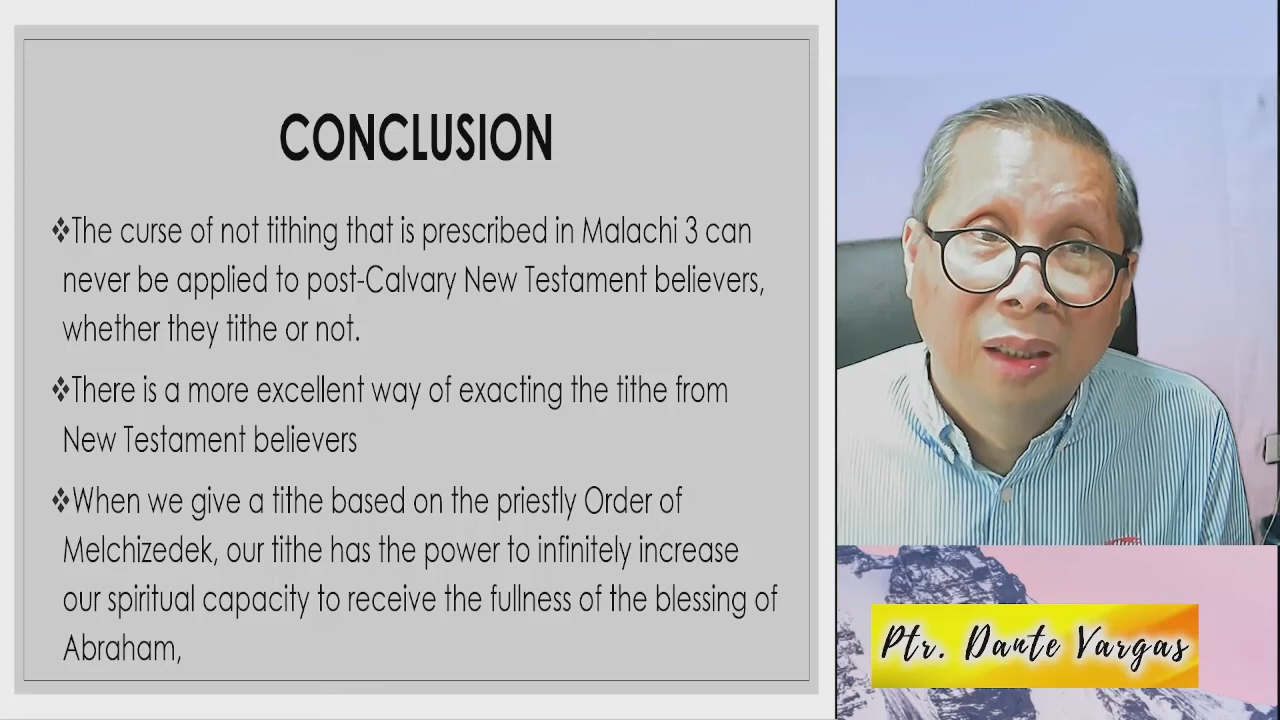 CONCLUSION
❖The curse of not tithing that is prescribed in Malachi 3 can
never be applied to post-Calvary New Testament believers,
whether they tithe or not.
❖There is a more excellent way of exacting the tithe from
New Testament believers
❖When we give a tithe based on the priestly Order of
Melchizedek, our tithe has the power to infinitely increase
our spiritual capacity to receive the fullness of the blessing of
Abraham,
Ptr. Dante Vargas